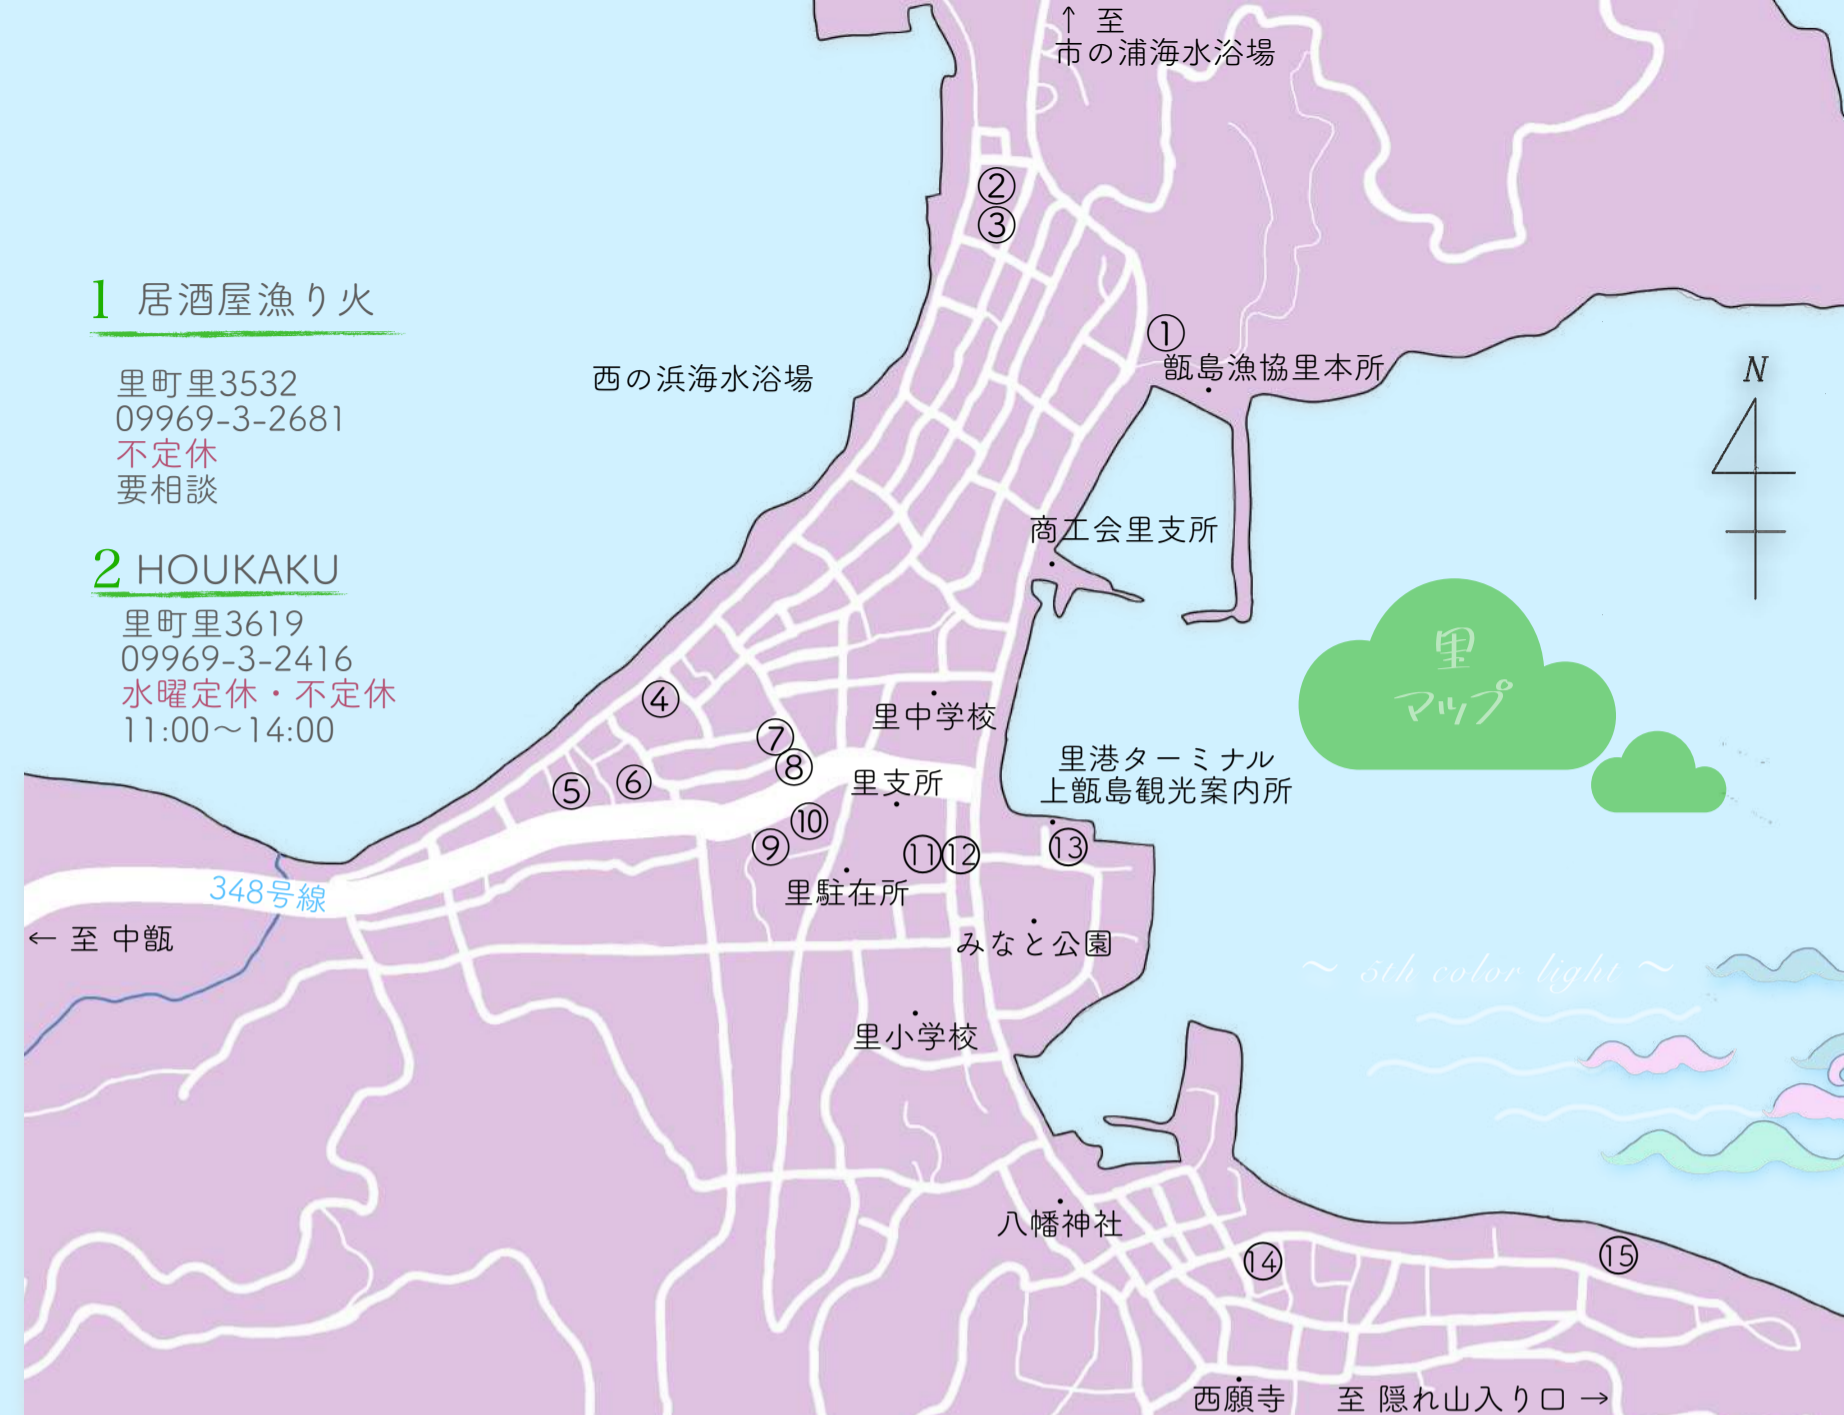 ↑ 至
市の浦海水浴場
②
③
1 居酒屋漁り火
里町里3532
09969-3-2681
不定休
要相談
①
甑島漁協里本所
西の浜海水浴場
N
商工会里支所
2 HOUKAKU
里町里3619
09969-3-2416
水曜定休・不定休
11:00〜14:00
里
マップ
④
里中学校
⑦
⑧
⑤
⑥
里支所
里港ターミナル
上甑島観光案内所
⑩
⑨
⑪⑫
⑬
里駐在所
348号線
← 至 中甑
みなと公園
〜 5th color light 〜
里小学校
八幡神社
⑭
⑮
西願寺
至 隠れ山入り口 →